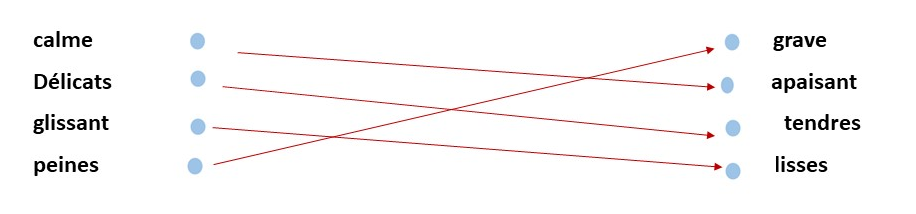 calme grave
Délicats apaisant
glissant tendres
peines lisses